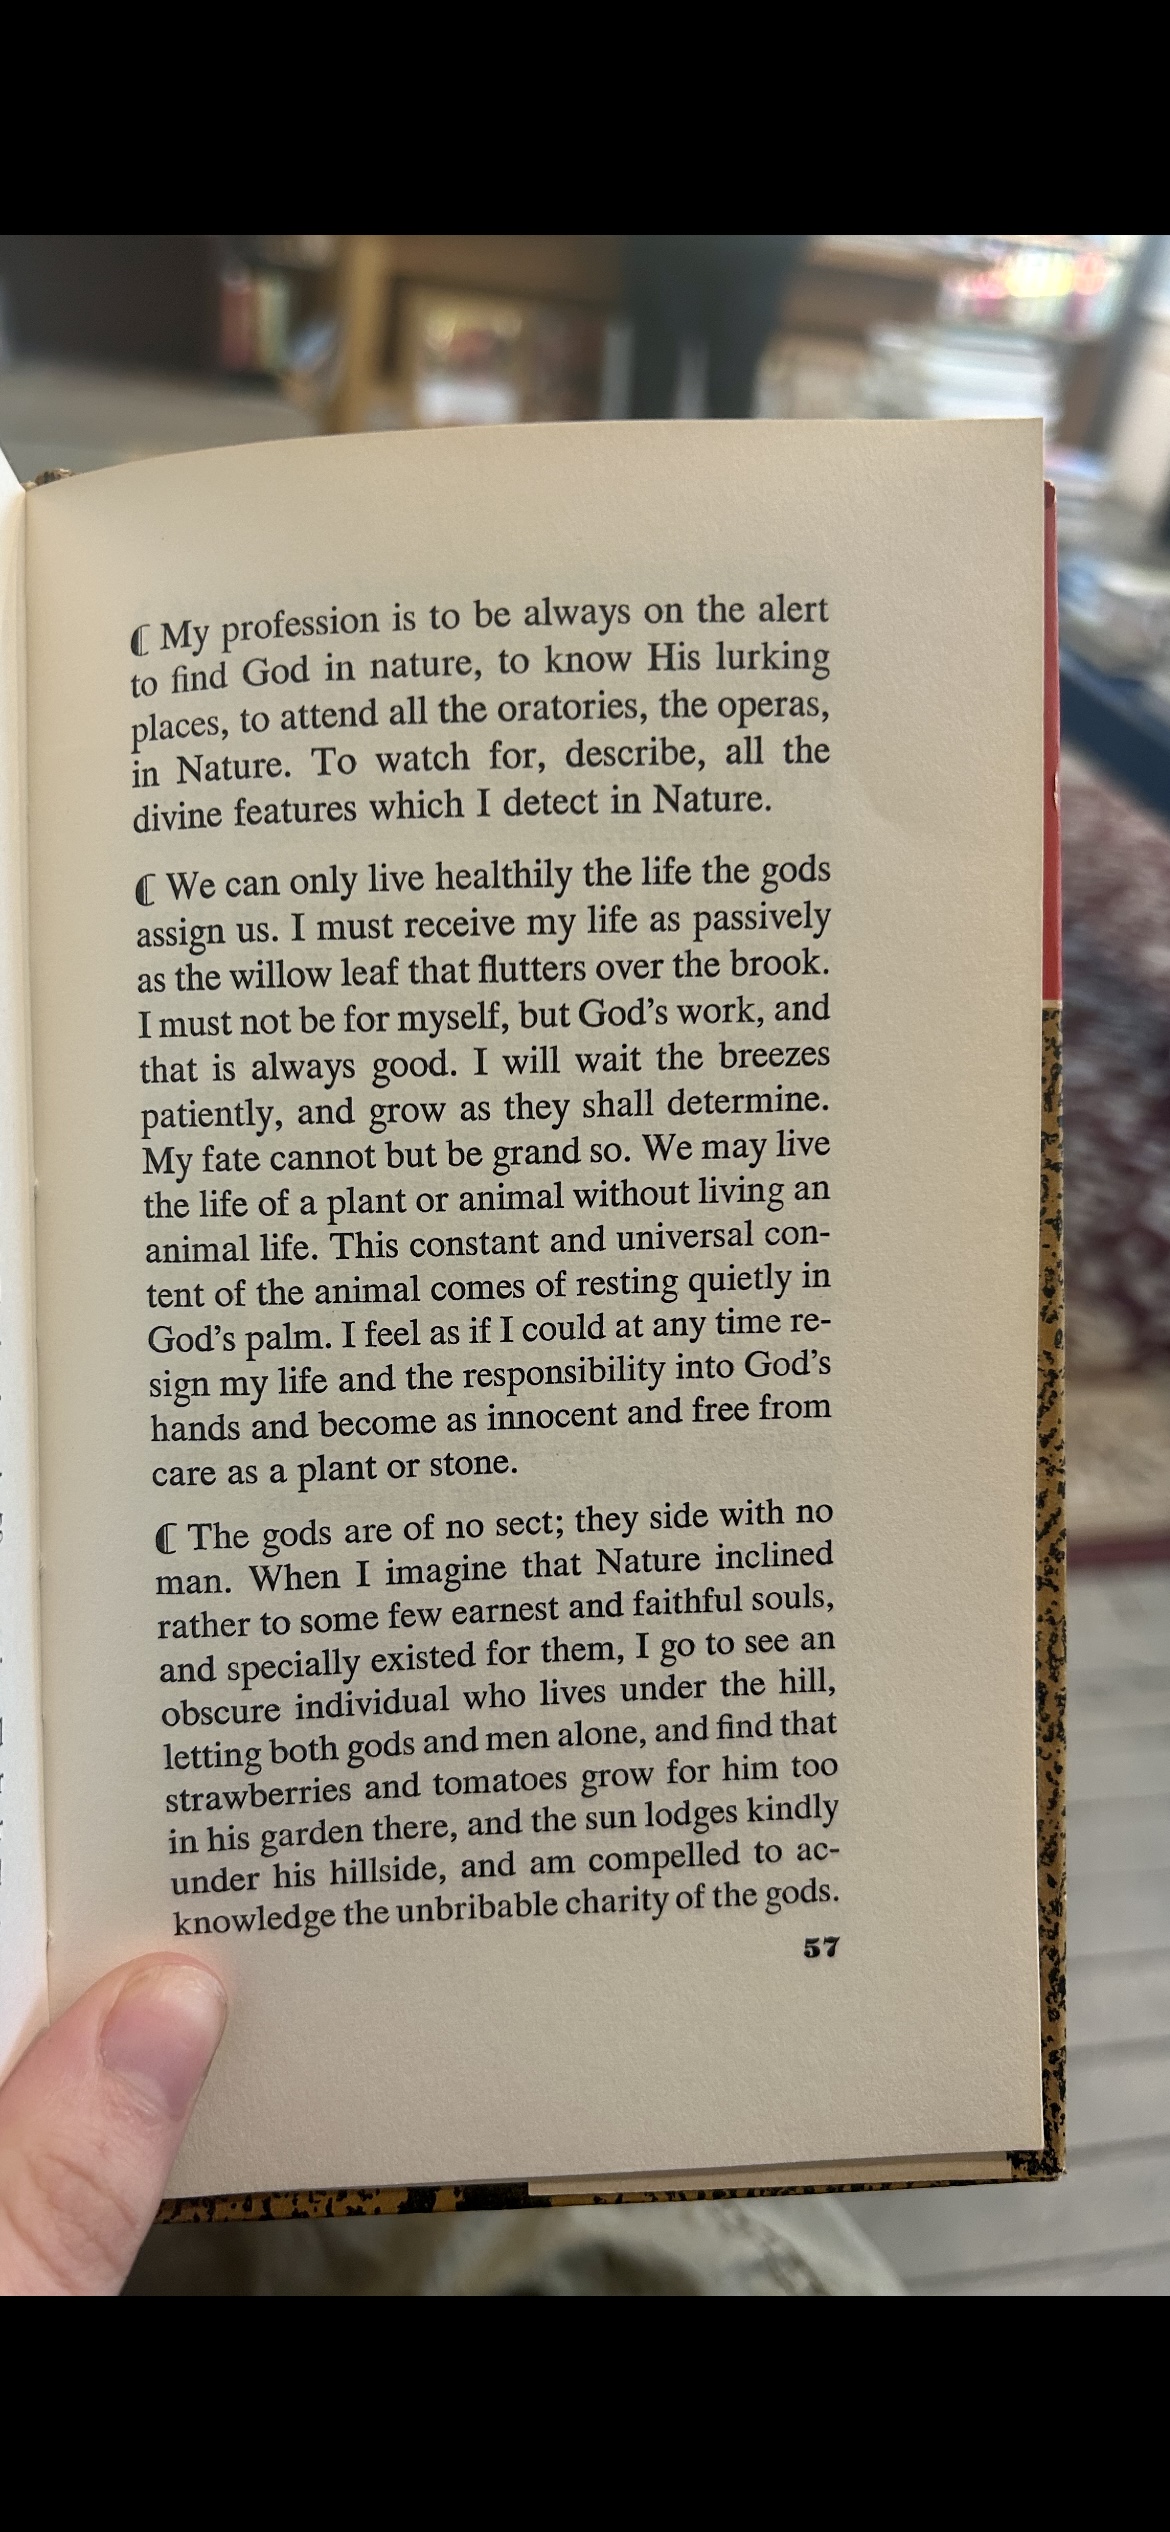 ⁋ My profession is to be always on the alert
to find God in nature, to know His lurking
places, to attend all the oratories, the operas,
in Nature. To watch for, describe, all the
divine features which I detect in Nature.
⁋ We can only live healthily the life the gods
assign us. I must receive my life as passively
as the willow leaf that flutters over the brook.
I must not be for myself, but God’s work, and
that is always good. I will wait the breezes
patiently, and grow as they shall determine.
My fate cannot but be grand so. We may live
the life of a plant or animal without living an
animal life. This constant and universal con-
tent of the animal comes of resting quietly in
God’s palm. I feel as if I could at any time re-
sign my life and the responsibility into God’s
hands and become as innocent and free from
care as a plant or stone.
⁋ The gods are of no sect; they side with no
man. When I imagine that Nature inclined
rather to some few earnest and faithful souls,
and specially existed for them, I go to see an
obscure individual who lives under the hill,
letting both gods and men alone, and find that
strawberries and tomatoes grow for him too
in his garden there, and the sun lodges kindly
under his hillside, and am compelled to ac-
knowledge the unbribable charity of the gods.
57